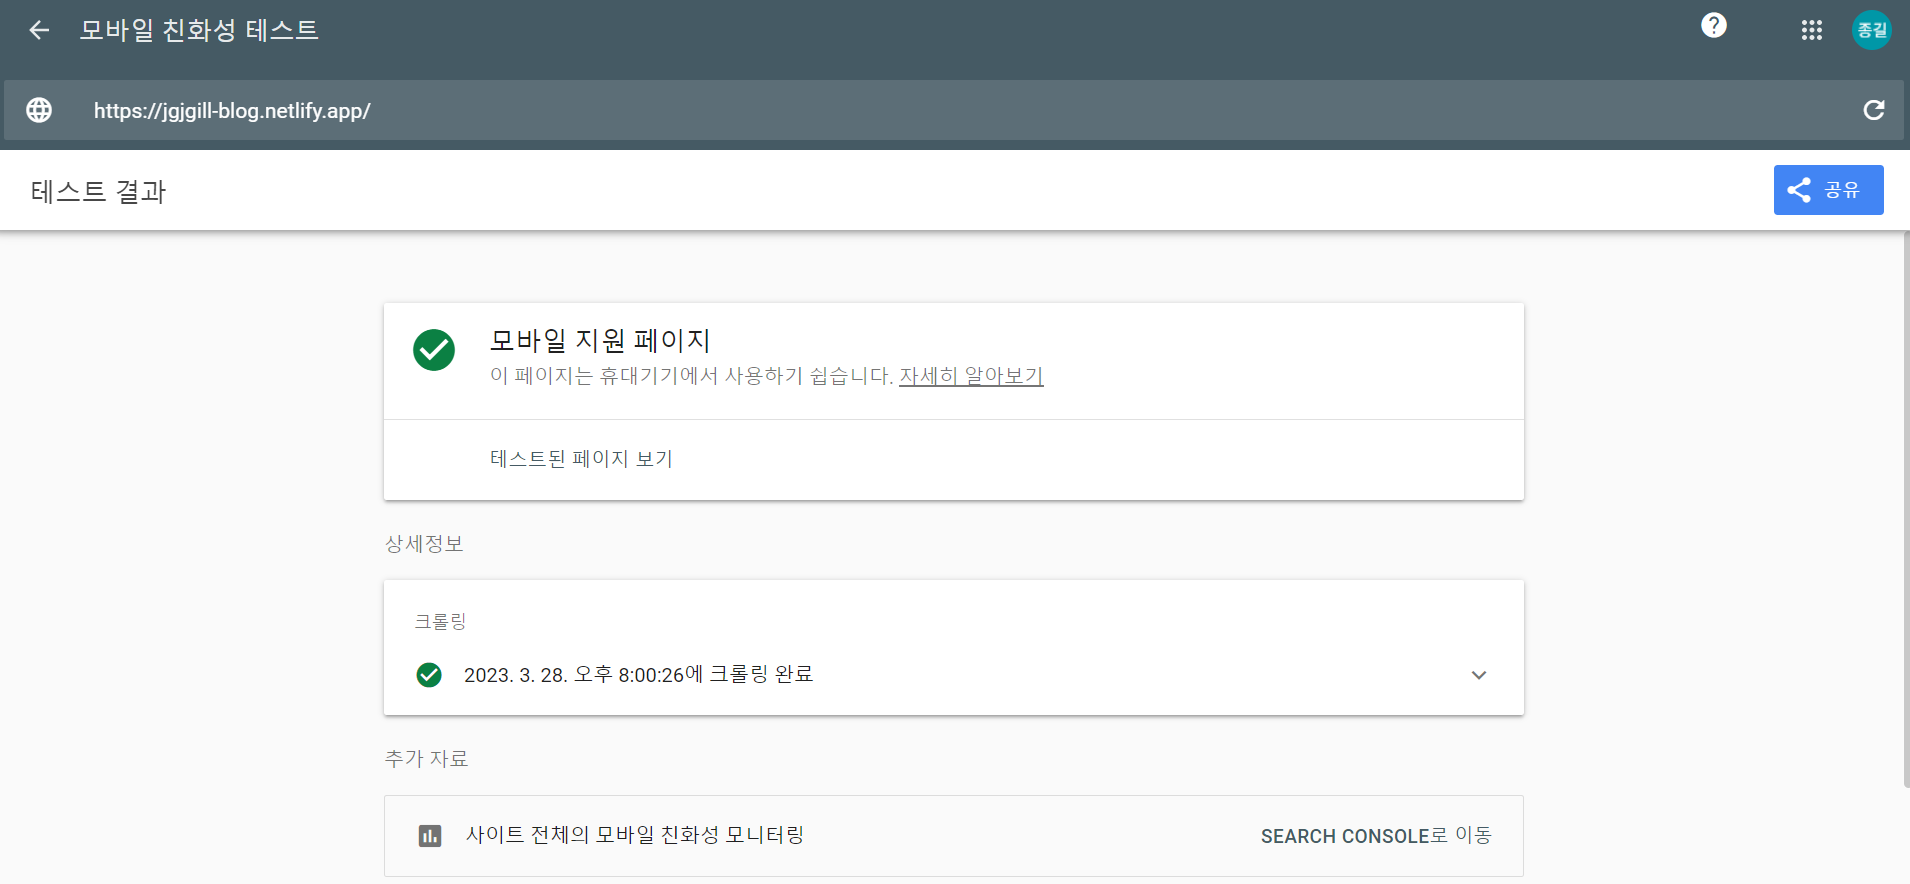 모바일 친화성 테스트
?
종길
https://jgjgill-blog.netlify.app/
테스트 결과
공유
모바일 지원 페이지
이 페이지는 휴대기기에서 사용하기 쉽습니다. 자세히 알아보기
테스트된 페이지 보기
상세정보
크롤링
2023. 3. 28. 오후 8:00:26에 크롤링 완료
추가 자료
사이트 전체의 모바일 친화성 모니터링
SEARCH CONSOLE로 이동